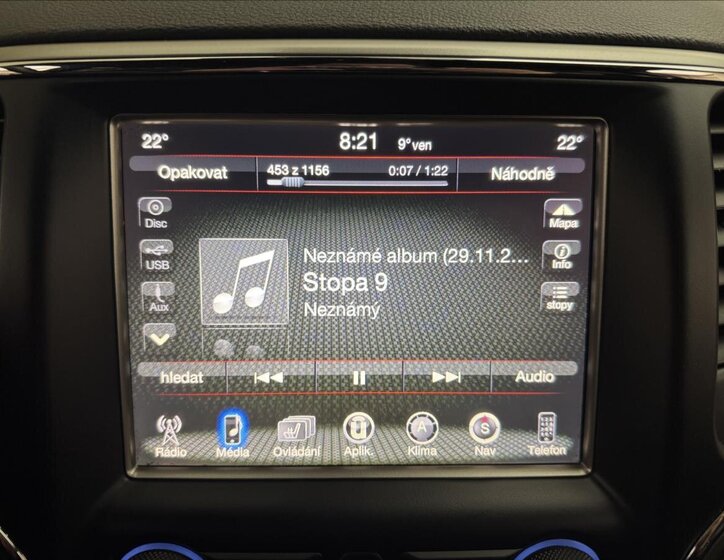 22° 8:21 9° ven 22°
Opakovat 453 z 1156 0:07 / 1:22 Náhodně
Disc
USB
Aux
Neznámé album (29.11.2...
Stopa 9
Neznámý
Mapa
Info
stopy
hledat Audio
Rádio Média Ovládání Aplik. Klima Nav Telefon